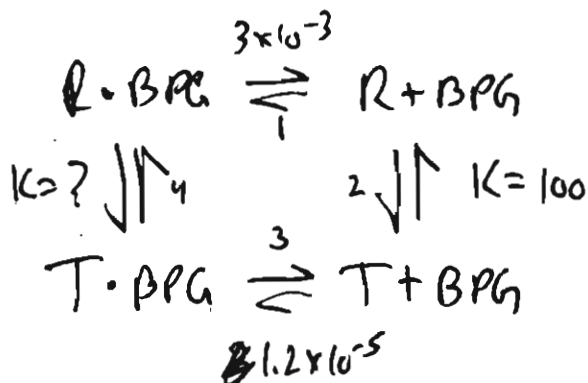 3×10⁻³
R·BPG ⇌ R+BPG
1
K=? ⇅ 4 2 ⇅ K=100
3
T·BPG ⇌ T+BPG
1.2×10⁻⁵